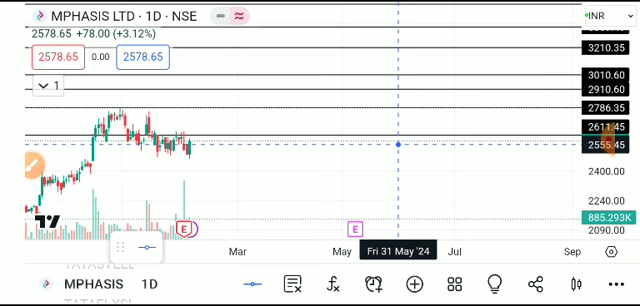 MPHASIS LTD · 1D · NSE
INR
2578.65 +78.00 (+3.12%)
3210.35
2578.65 0.00 2578.65
3010.60
1
2910.60
2786.35
2611.45
2555.45
2400.00
2240.00
885.293K
2090.00
E E
Mar May Fri 31 May '24 Jul Sep
TATASTEEL
MPHASIS 1D
TATAELXSI